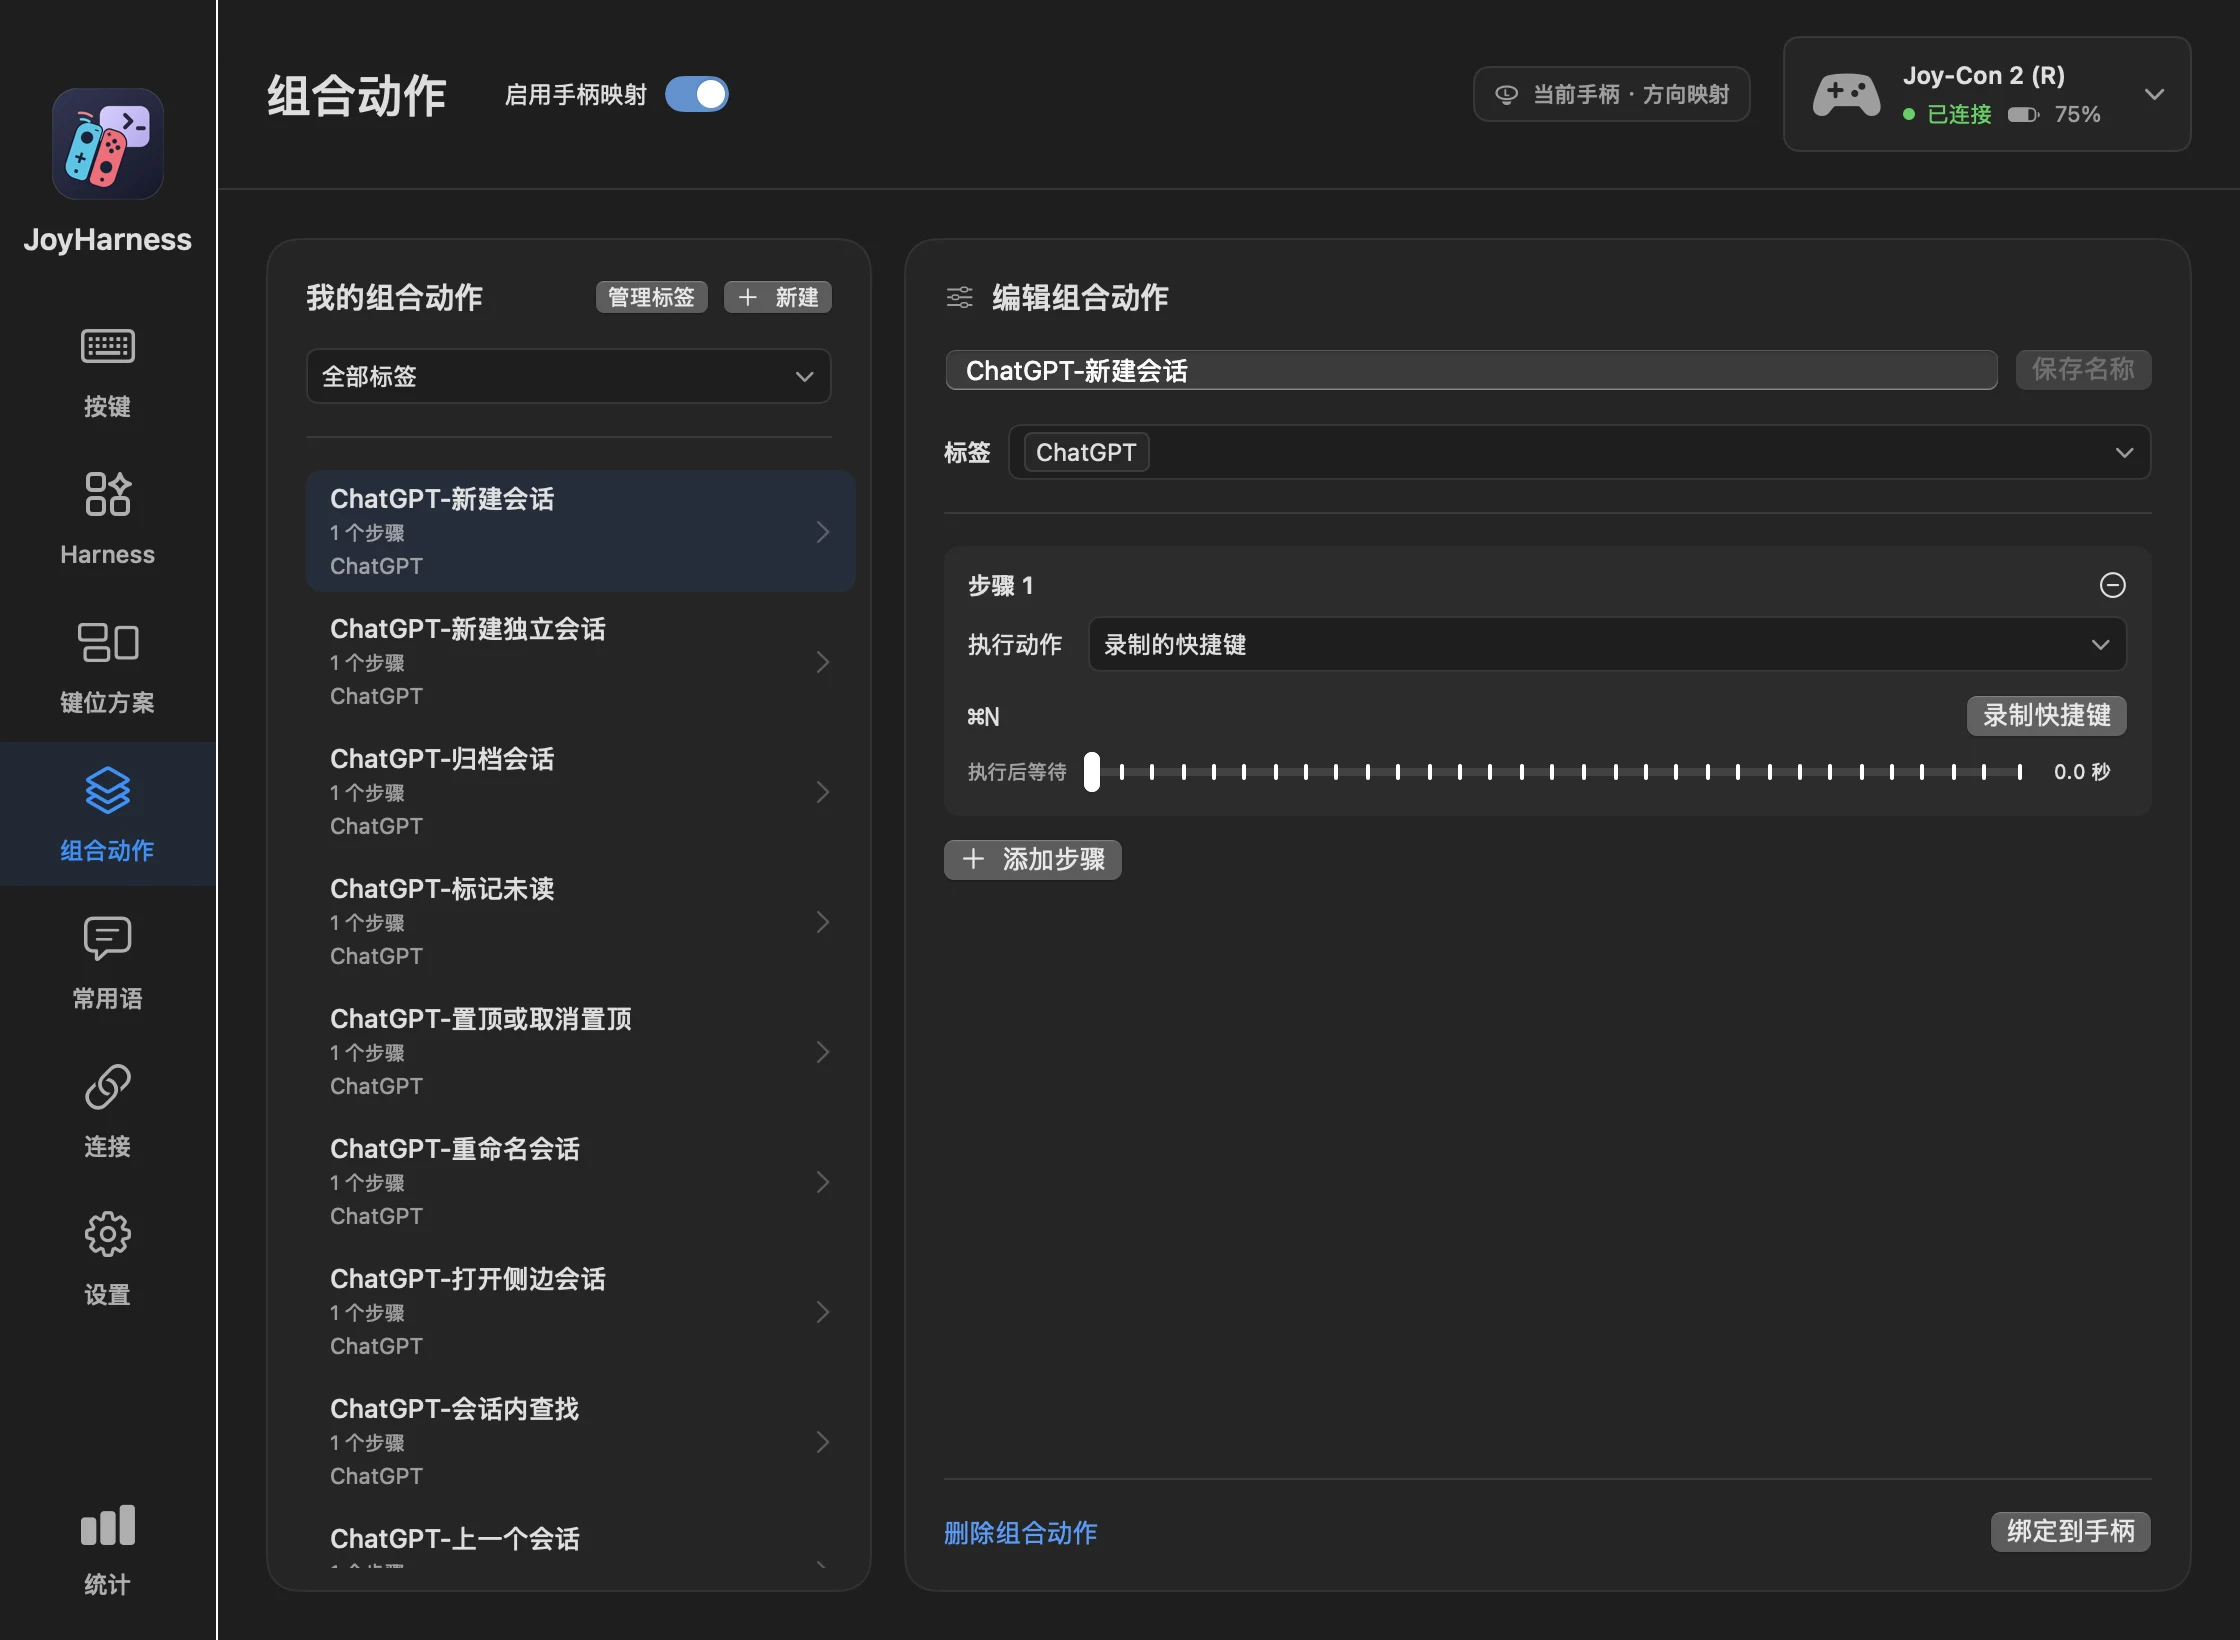 JoyHarness
按键
Harness
键位方案
组合动作
常用语
连接
设置
统计
组合动作
启用手柄映射
当前手柄 · 方向映射
Joy-Con 2 (R)
已连接 75%
我的组合动作
管理标签
新建
全部标签
ChatGPT-新建会话
1 个步骤
ChatGPT
ChatGPT-新建独立会话
1 个步骤
ChatGPT
ChatGPT-归档会话
1 个步骤
ChatGPT
ChatGPT-标记未读
1 个步骤
ChatGPT
ChatGPT-置顶或取消置顶
1 个步骤
ChatGPT
ChatGPT-重命名会话
1 个步骤
ChatGPT
ChatGPT-打开侧边会话
1 个步骤
ChatGPT
ChatGPT-会话内查找
1 个步骤
ChatGPT
ChatGPT-上一个会话
编辑组合动作
ChatGPT-新建会话
保存名称
标签
ChatGPT
步骤 1
执行动作
录制的快捷键
⌘N
录制快捷键
执行后等待
0.0 秒
添加步骤
删除组合动作
绑定到手柄